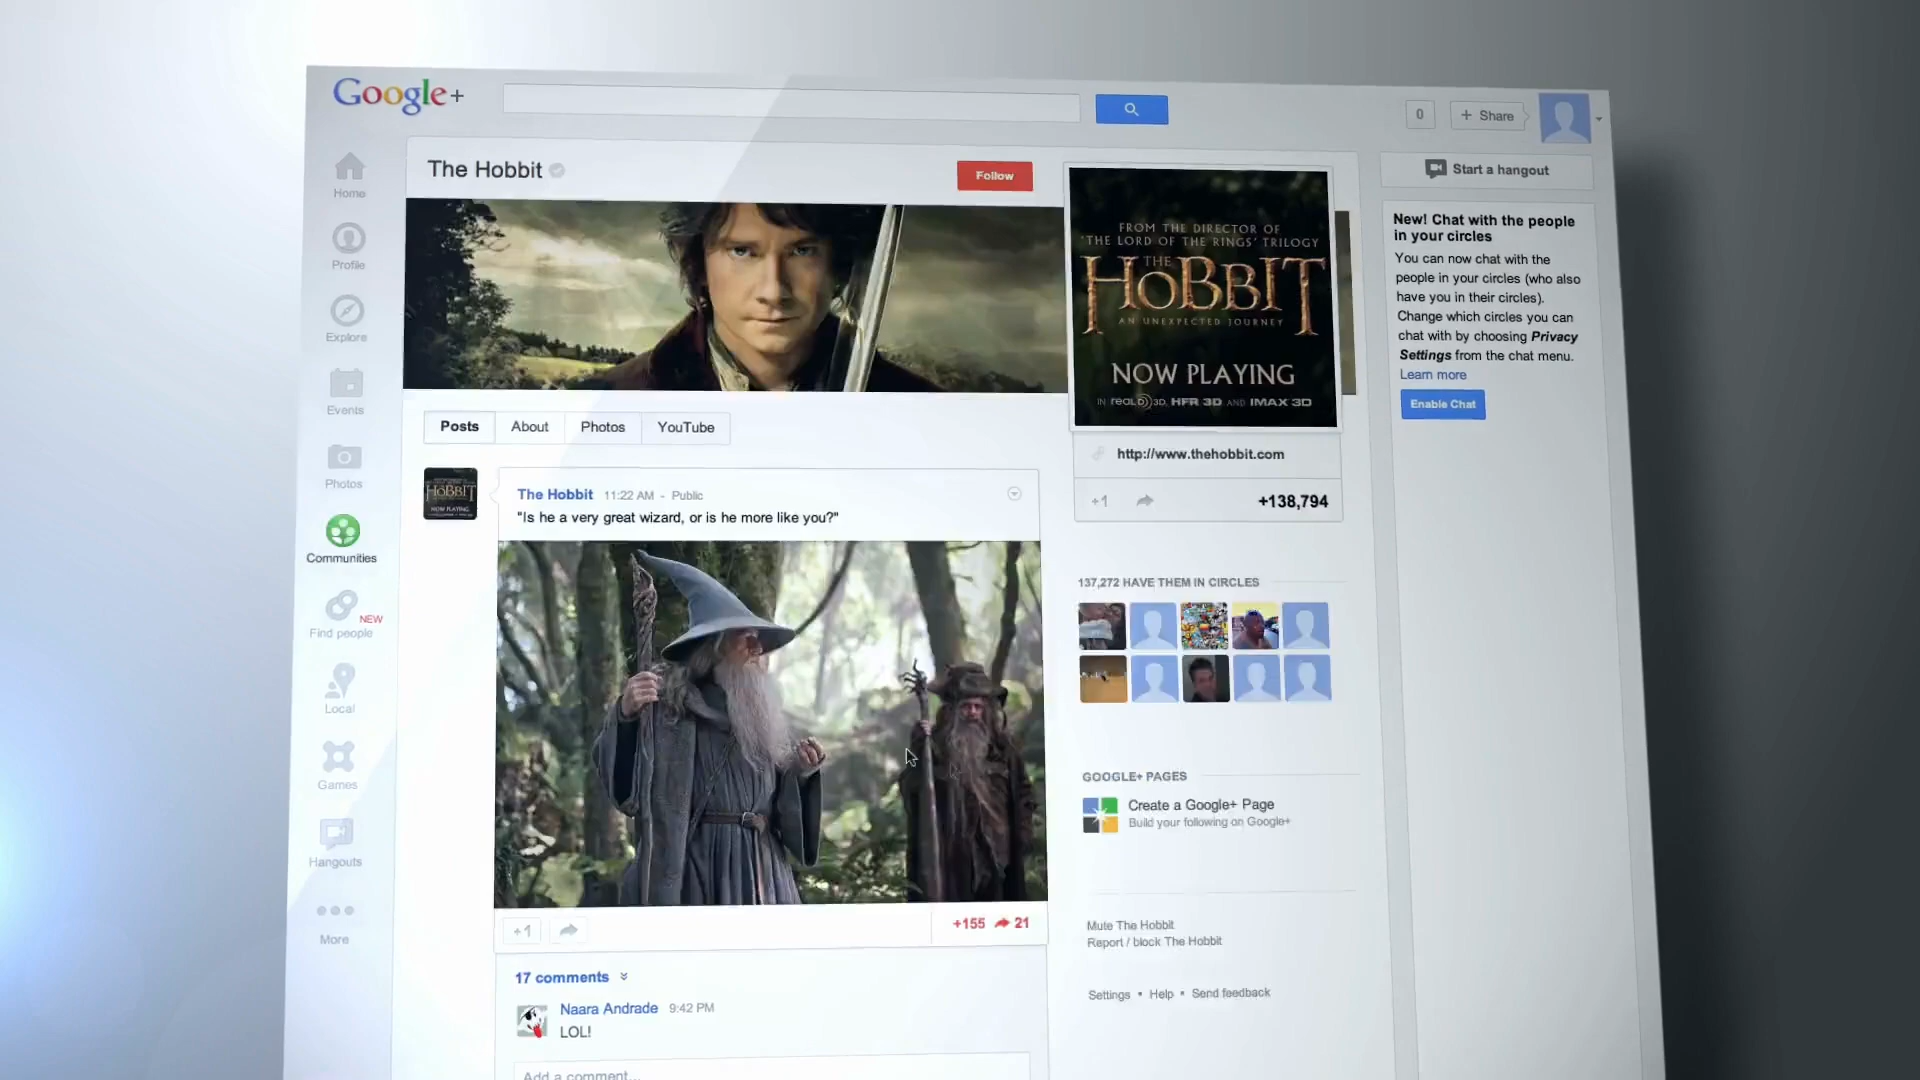 Google+
0
+ Share
Home
Profile
Explore
Events
Photos
Communities
Find people
NEW
Local
Games
Hangouts
More
The Hobbit
Follow
Posts
About
Photos
YouTube
The Hobbit 11:22 AM - Public
"Is he a very great wizard, or is he more like you?"
+1
+155
21
17 comments
Naara Andrade 9:42 PM
LOL!
Add a comment...
FROM THE DIRECTOR OF
'THE LORD OF THE RINGS' TRILOGY
THE
HOBBIT
AN UNEXPECTED JOURNEY
NOW PLAYING
IN REAL D 3D, HFR 3D AND IMAX 3D
http://www.thehobbit.com
+1
+138,794
137,272 HAVE THEM IN CIRCLES
GOOGLE+ PAGES
Create a Google+ Page
Build your following on Google+
Mute The Hobbit
Report / block The Hobbit
Settings • Help • Send feedback
Start a hangout
New! Chat with the people
in your circles
You can now chat with the
people in your circles (who also
have you in their circles).
Change which circles you can
chat with by choosing Privacy
Settings from the chat menu.
Learn more
Enable Chat